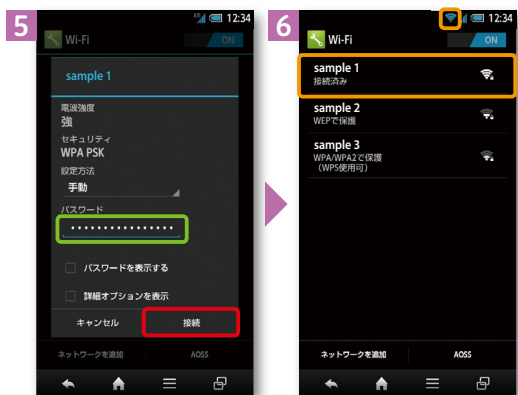 5
LTE 12:34
Wi-Fi ON
sample 1
電波強度
強
セキュリティ
WPA PSK
設定方法
手動
パスワード
••••••••••••••••
パスワードを表示する
詳細オプションを表示
キャンセル 接続
ネットワークを追加 AOSS
6
12:34
Wi-Fi ON
sample 1
接続済み
sample 2
WEPで保護
sample 3
WPA/WPA2で保護
(WPS使用可)
ネットワークを追加 AOSS